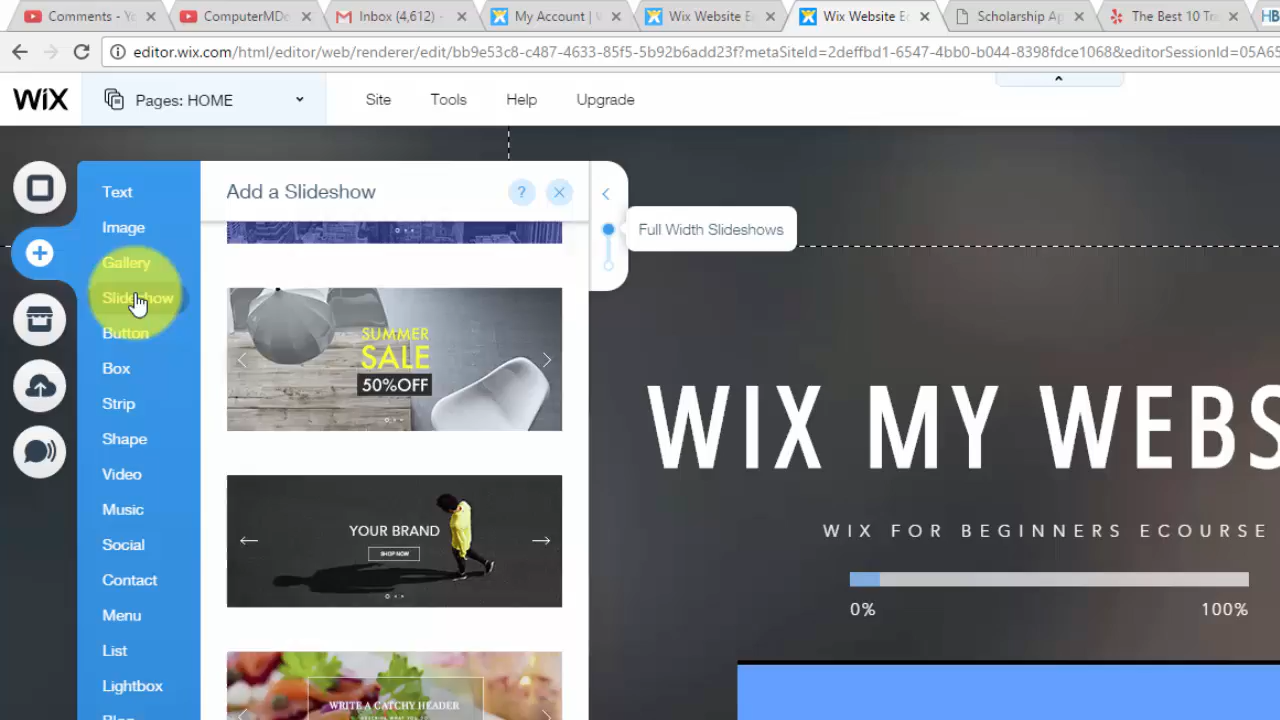 Comments - Y
ComputerMD
Inbox (4,612) -
My Account | W
Wix Website E
Wix Website E
Scholarship Ap
The Best 10 Tr
HB
editor.wix.com/html/editor/web/renderer/edit/bb9e53c8-c487-4633-85f5-5b92b6add23f?metaSiteId=2deffbd1-6547-4bb0-b044-8398fdce1068&editorSessionId=05A65
WiX
Pages: HOME
Site
Tools
Help
Upgrade
Text
Image
Gallery
Slideshow
Button
Box
Strip
Shape
Video
Music
Social
Contact
Menu
List
Lightbox
Blog
Add a Slideshow
?
Full Width Slideshows
SUMMER
SALE
50%OFF
YOUR BRAND
SHOP NOW
WRITE A CATCHY HEADER
WIX MY WEBS
WIX FOR BEGINNERS ECOURSE
0%
100%